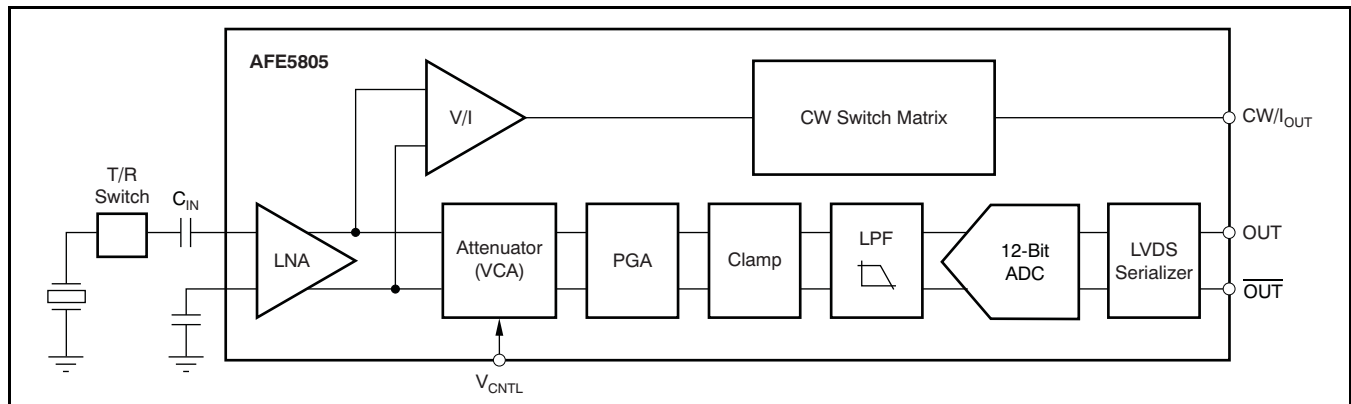 AFE5805
V/I
CW Switch Matrix
CW/IOUT
T/R
Switch
CIN
LNA
Attenuator
(VCA)
PGA
Clamp
LPF
12-Bit
ADC
LVDS
Serializer
OUT
OUT
VCNTL